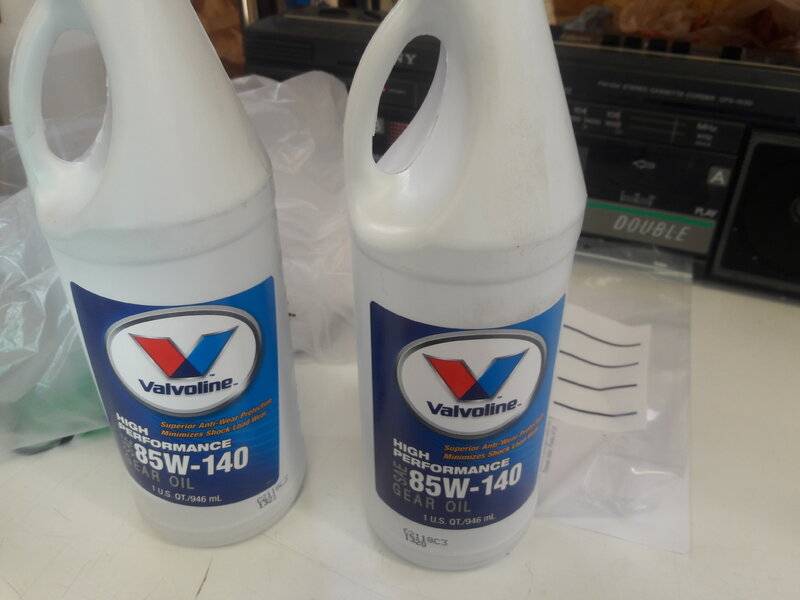 Valvoline
Superior Anti-Wear Protection
Minimizes Shock Load Wear
HIGH
PERFORMANCE
SAE 85W-140
GEAR OIL
1 U.S. QT./946 mL
Valvoline
Superior Anti-Wear Protection
Minimizes Shock Load Wear
HIGH
PERFORMANCE
SAE 85W-140
GEAR OIL
1 U.S. QT./946 mL
A
PLAY
DOUBLE